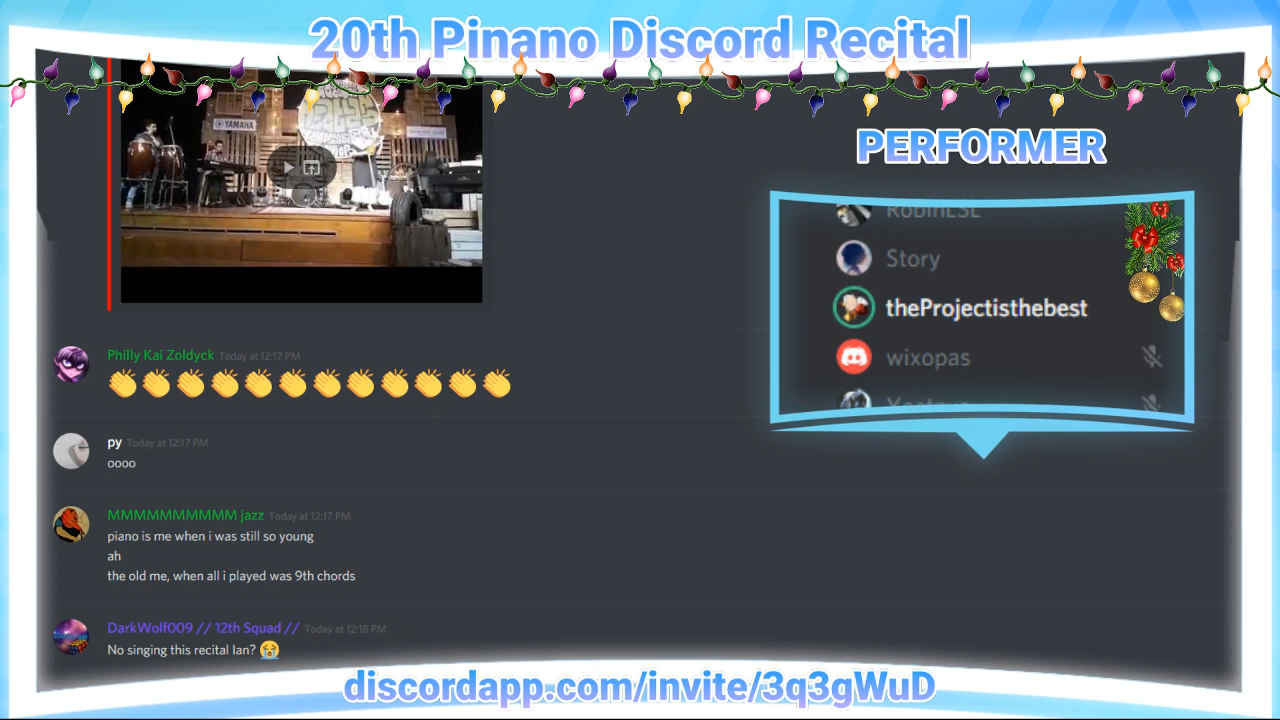 20th Pinano Discord Recital
YAMAHA
PERFORMER
RobinLSL
Story
theProjectisthebest
wixopas
Philly Kai Zoldyck Today at 12:17 PM
👏👏👏👏👏👏👏👏👏👏👏👏
py Today at 12:17 PM
oooo
MMMMMMMMMM jazz Today at 12:17 PM
piano is me when i was still so young
ah
the old me, when all i played was 9th chords
DarkWolf009 // 12th Squad // Today at 12:18 PM
No singing this recital Ian? 😭
discordapp.com/invite/3q3gWuD